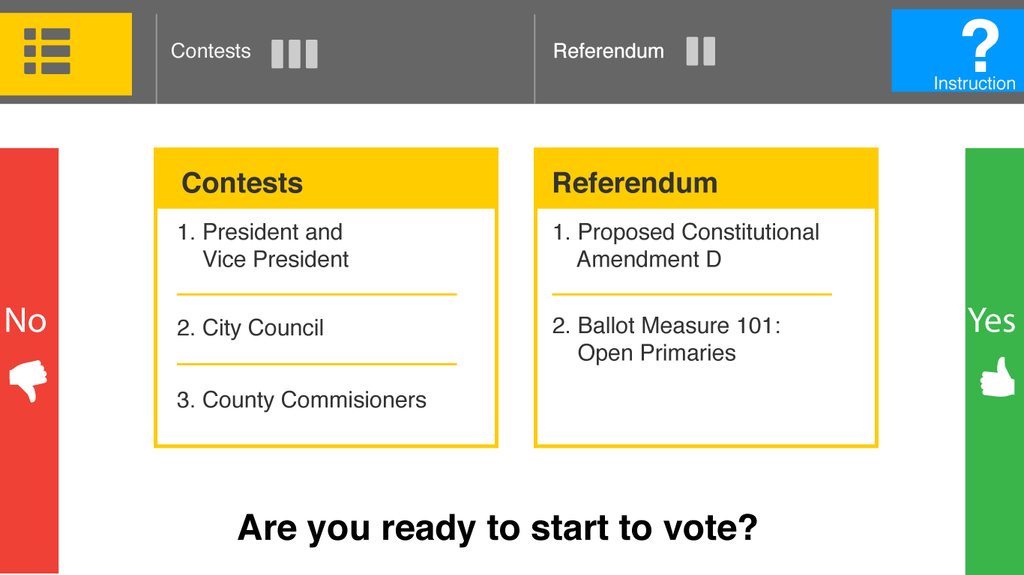 Contests
Referendum
?
Instruction
Contests
1. President and
Vice President
2. City Council
3. County Commisioners
Referendum
1. Proposed Constitutional
Amendment D
2. Ballot Measure 101:
Open Primaries
No
Yes
Are you ready to start to vote?